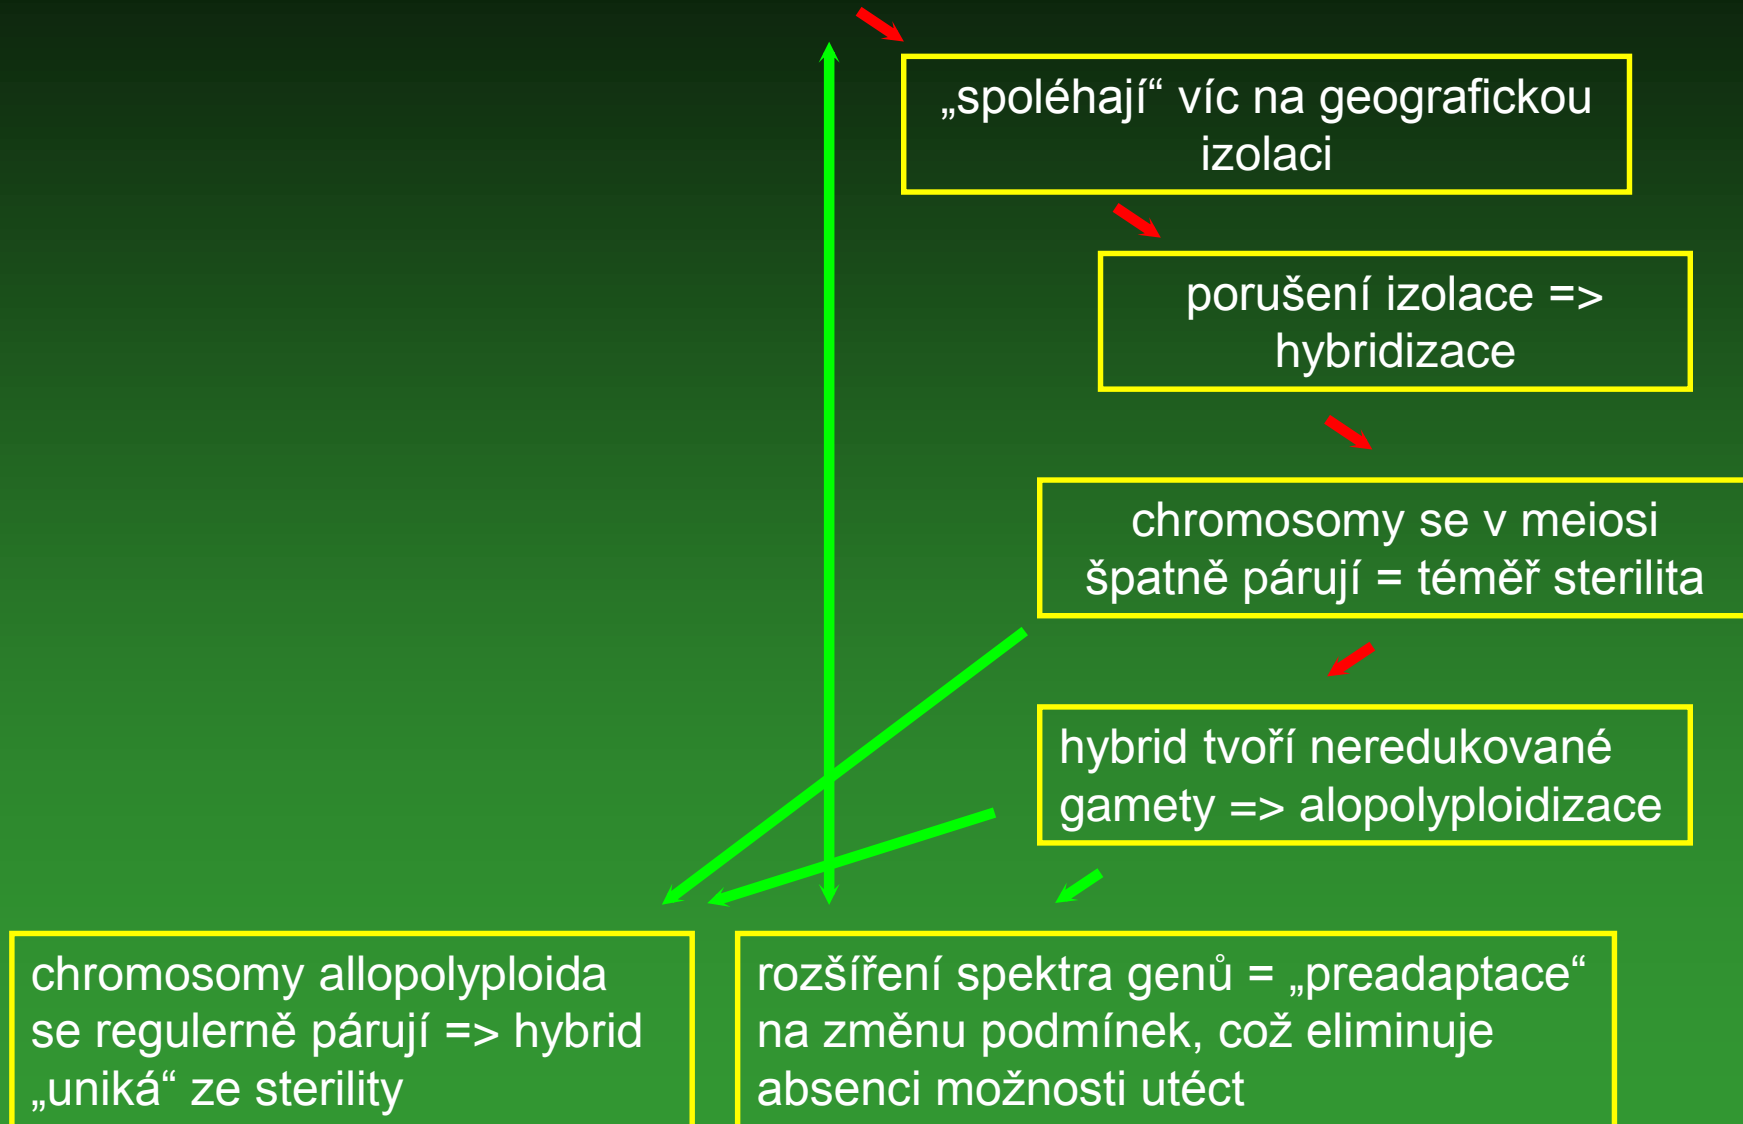 „spoléhají“ víc na geografickou
izolaci
porušení izolace =>
hybridizace
chromosomy se v meiosi
špatně párují = téměř sterilita
hybrid tvoří neredukované
gamety => alopolyploidizace
chromosomy allopolyploida
se regulerně párují => hybrid
„uniká“ ze sterility
rozšíření spektra genů = „preadaptace“
na změnu podmínek, což eliminuje
absenci možnosti utéct